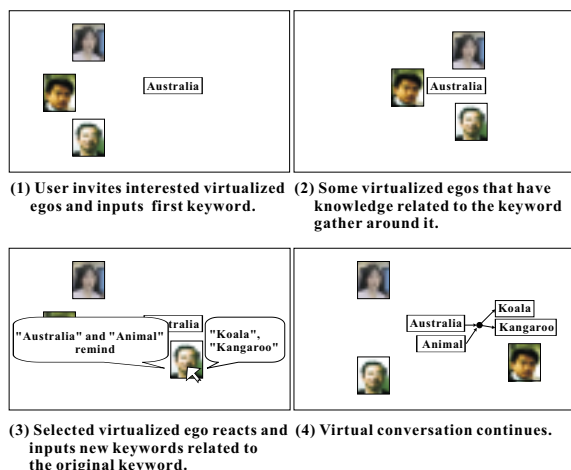 Australia
Australia
(1) User invites interested virtualized
egos and inputs first keyword.
(2) Some virtualized egos that have
knowledge related to the keyword
gather around it.
"Australia" and "Animal"
remind
tralia
"Koala",
"Kangaroo"
Australia
Animal
Koala
Kangaroo
(3) Selected virtualized ego reacts and
inputs new keywords related to
the original keyword.
(4) Virtual conversation continues.